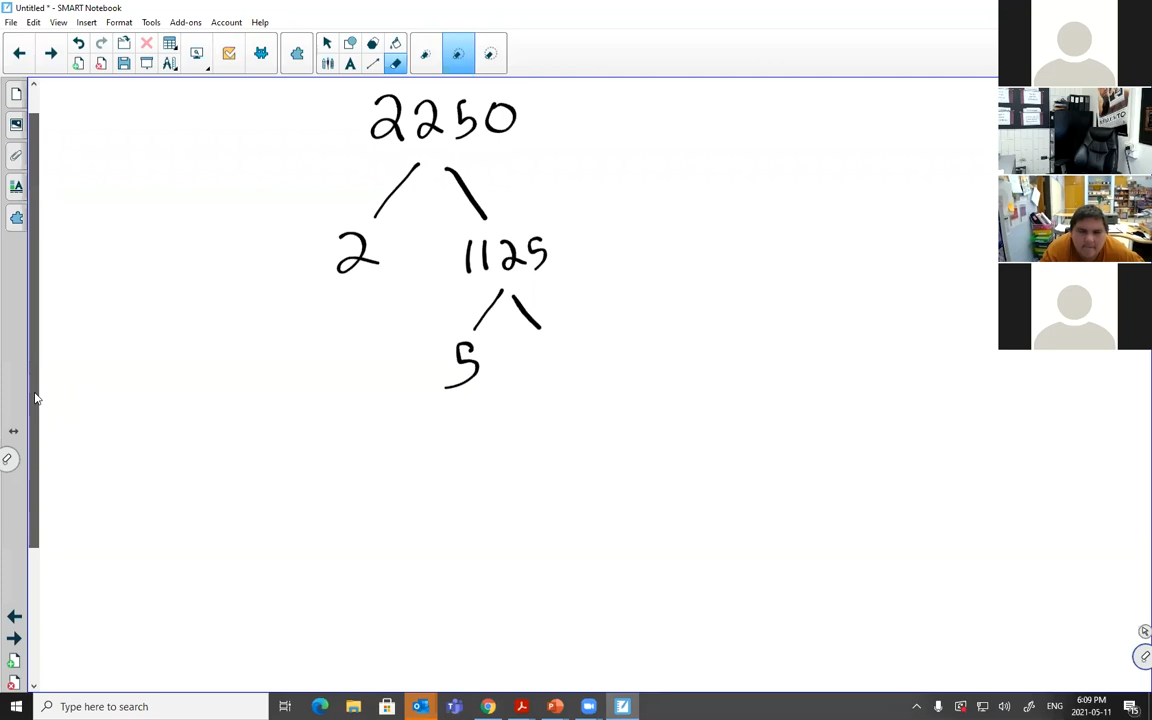 Untitled * - SMART Notebook
File Edit View Insert Format Tools Add-ons Account Help
2250
2 1125
5
Type here to search
ENG
6:09 PM
2021-05-11
15